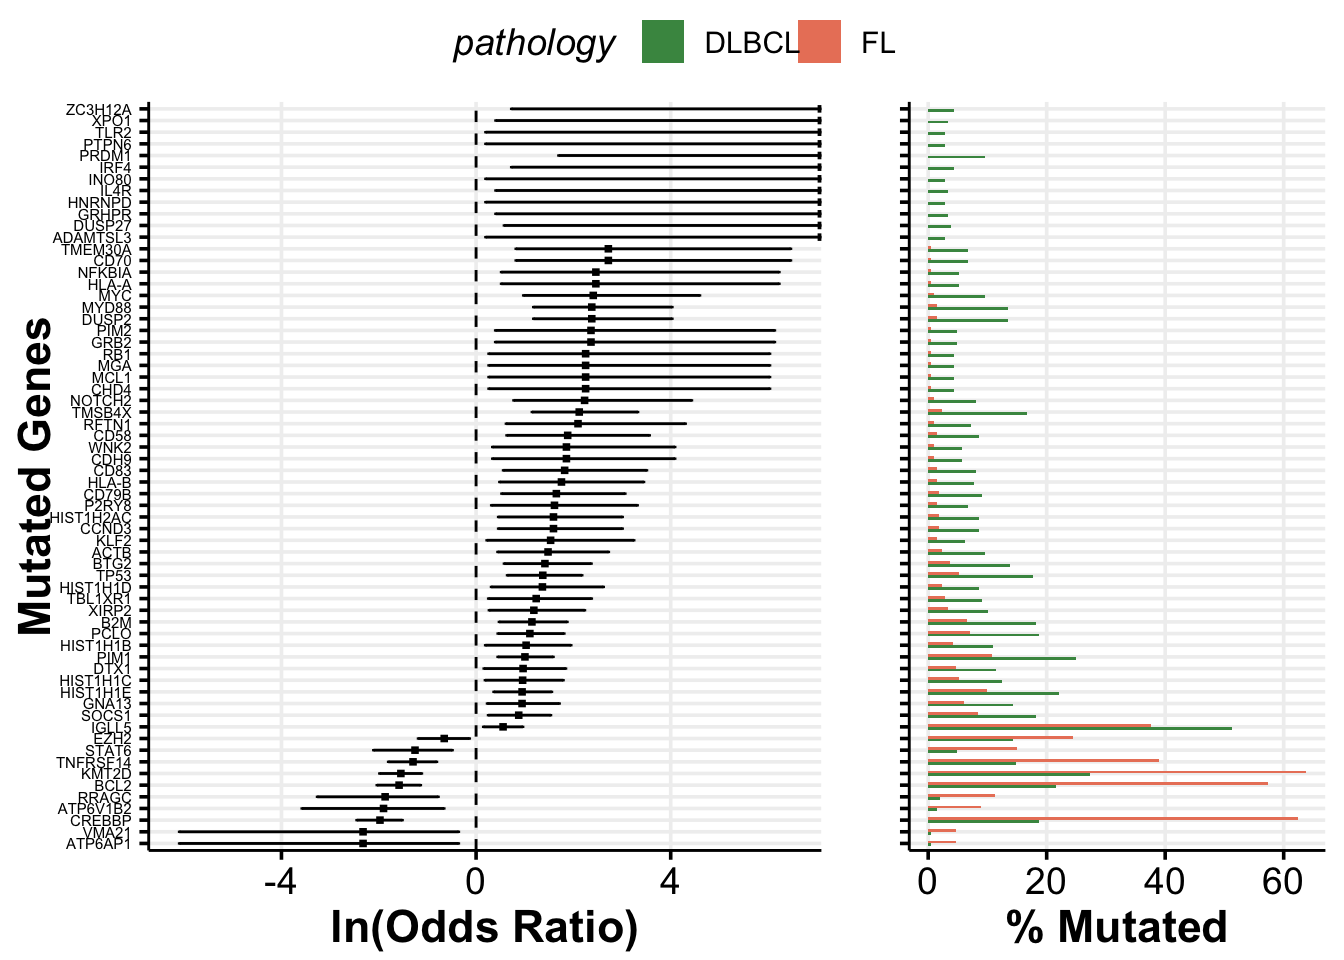 pathology DLBCL FL
Mutated Genes
ZC3H12A
XPO1
TLR2
PTPN6
PRDM1
IRF4
INO80
IL4R
HNRNPD
GRHPR
DUSP27
ADAMTSL3
TMEM30A
CD70
NFKBIA
HLA-A
MYC
MYD88
DUSP2
PIM2
GRB2
RB1
MGA
MCL1
CHD4
NOTCH2
TMSB4X
RFTN1
CD58
WNK2
CDH9
CD83
HLA-B
CD79B
P2RY8
HIST1H2AC
CCND3
KLF2
ACTB
BTG2
TP53
HIST1H1D
TBL1XR1
XIRP2
B2M
PCLO
HIST1H1B
PIM1
DTX1
HIST1H1C
HIST1H1E
GNA13
SOCS1
IGLL5
EZH2
STAT6
TNFRSF14
KMT2D
BCL2
RRAGC
ATP6V1B2
CREBBP
VMA21
ATP6AP1
-4 0 4
ln(Odds Ratio)
0 20 40 60
% Mutated